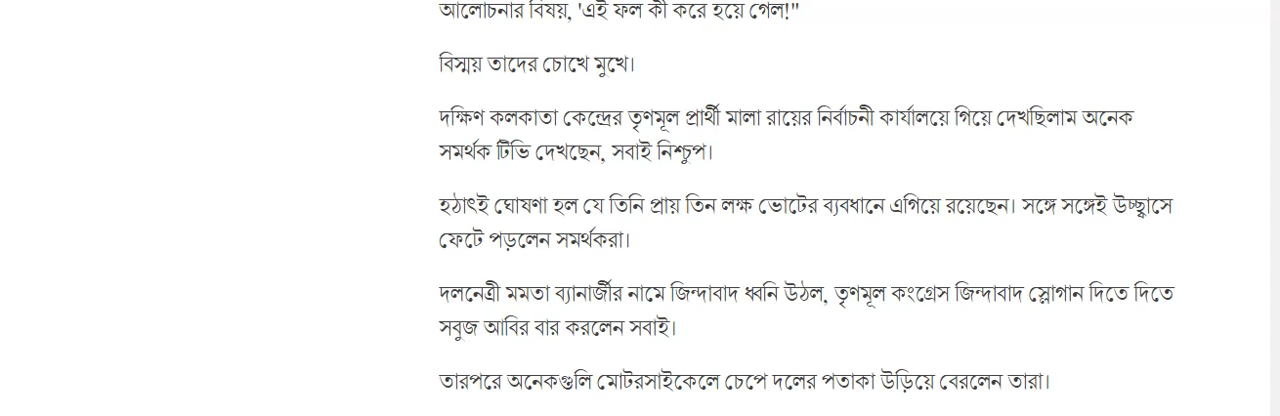 আলোচনার বিষয়, 'এই ফল কী করে হয়ে গেল!"
বিস্ময় তাদের চোখে মুখে।
দক্ষিণ কলকাতা কেন্দ্রের তৃণমূল প্রার্থী মালা রায়ের নির্বাচনী কার্যালয়ে গিয়ে দেখছিলাম অনেক
সমর্থক টিভি দেখছেন, সবাই নিশ্চুপ।
হঠাৎই ঘোষণা হল যে তিনি প্রায় তিন লক্ষ ভোটের ব্যবধানে এগিয়ে রয়েছেন। সঙ্গে সঙ্গেই উচ্ছ্বাসে
ফেটে পড়লেন সমর্থকরা।
দলনেত্রী মমতা ব্যানার্জীর নামে জিন্দাবাদ ধ্বনি উঠল, তৃণমূল কংগ্রেস জিন্দাবাদ স্লোগান দিতে দিতে
সবুজ আবির বার করলেন সবাই।
তারপরে অনেকগুলি মোটরসাইকেলে চেপে দলের পতাকা উড়িয়ে বেরলেন তারা।